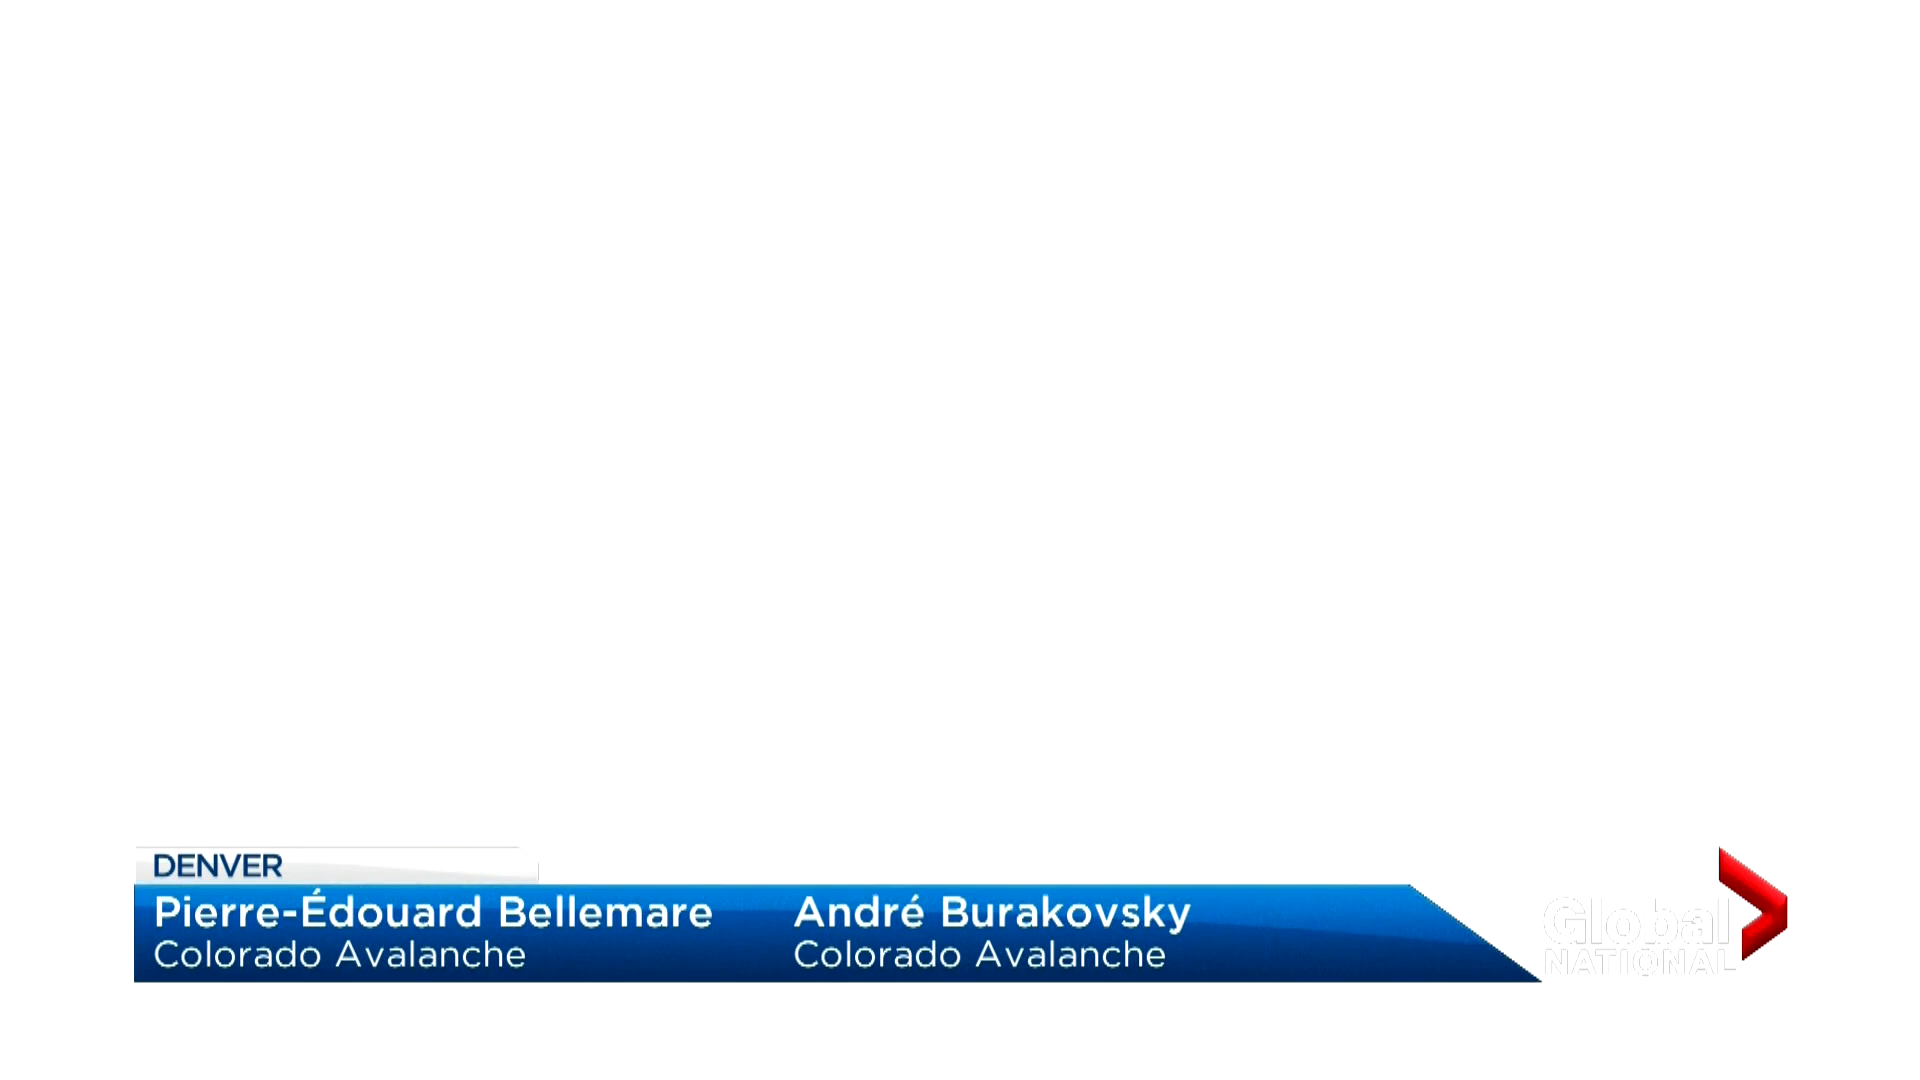 DENVER
Pierre-Édouard Bellemare
Colorado Avalanche
André Burakovsky
Colorado Avalanche
Global
NATIONAL